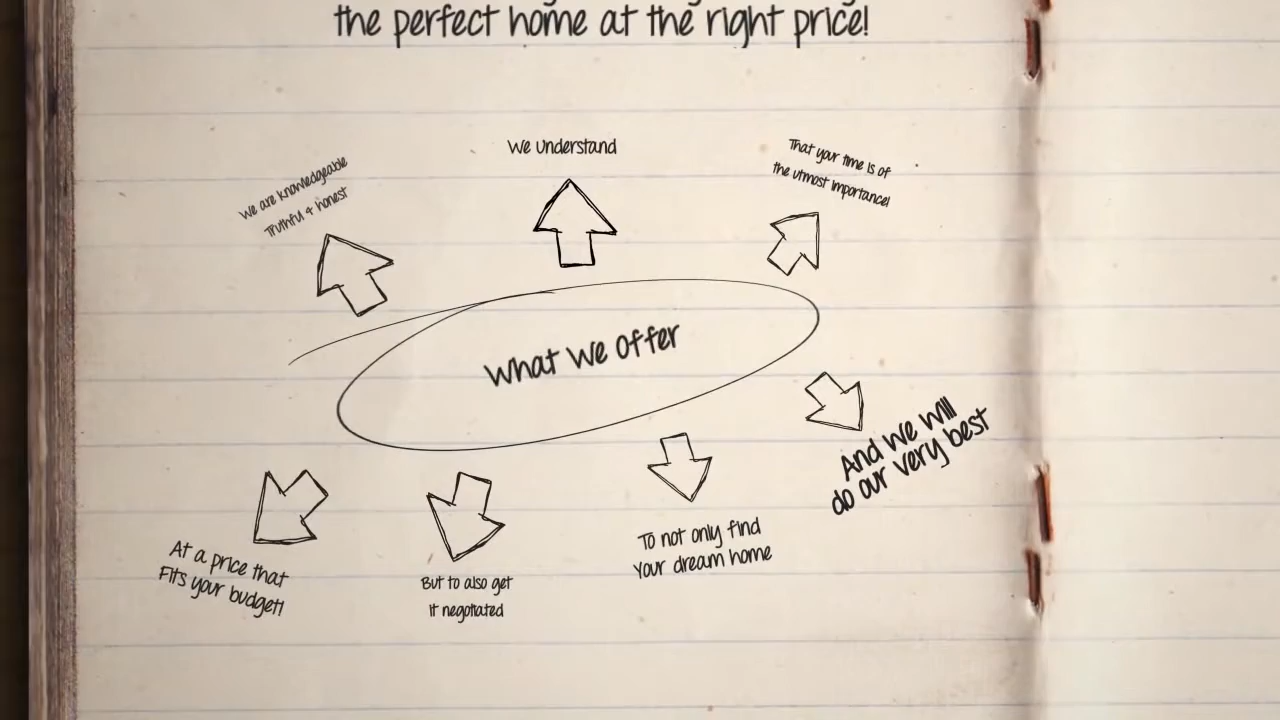 the perfect home at the right price!
We are knowledgeable
Truthful & honest
We understand
That your time is of
the utmost importance!
What We Offer
And we will
do our very best
To not only find
your dream home
But to also get
it negotiated
At a price that
Fits your budget!